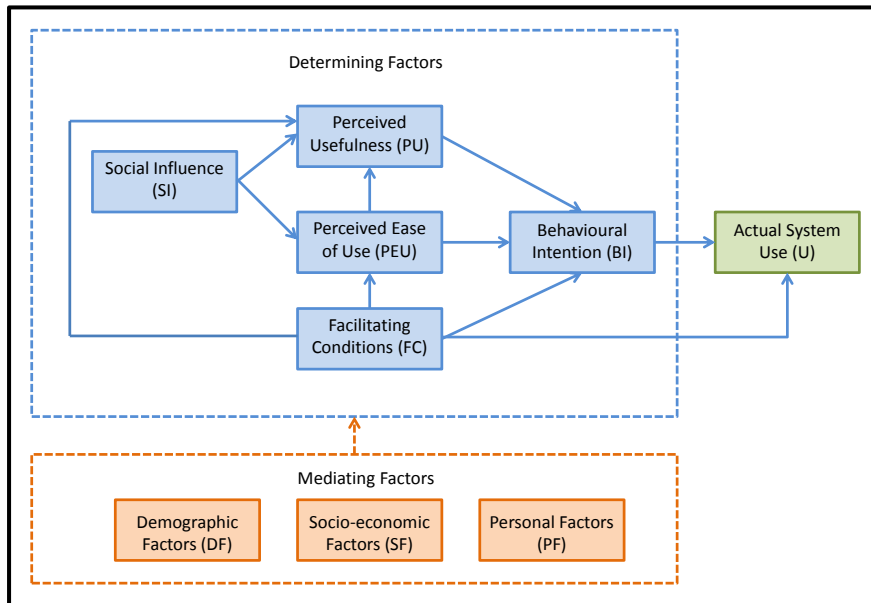 Determining Factors
Perceived
Usefulness (PU)
Social Influence
(SI)
Perceived Ease
of Use (PEU)
Behavioural
Intention (BI)
Actual System
Use (U)
Facilitating
Conditions (FC)
Mediating Factors
Demographic
Factors (DF)
Socio-economic
Factors (SF)
Personal Factors
(PF)